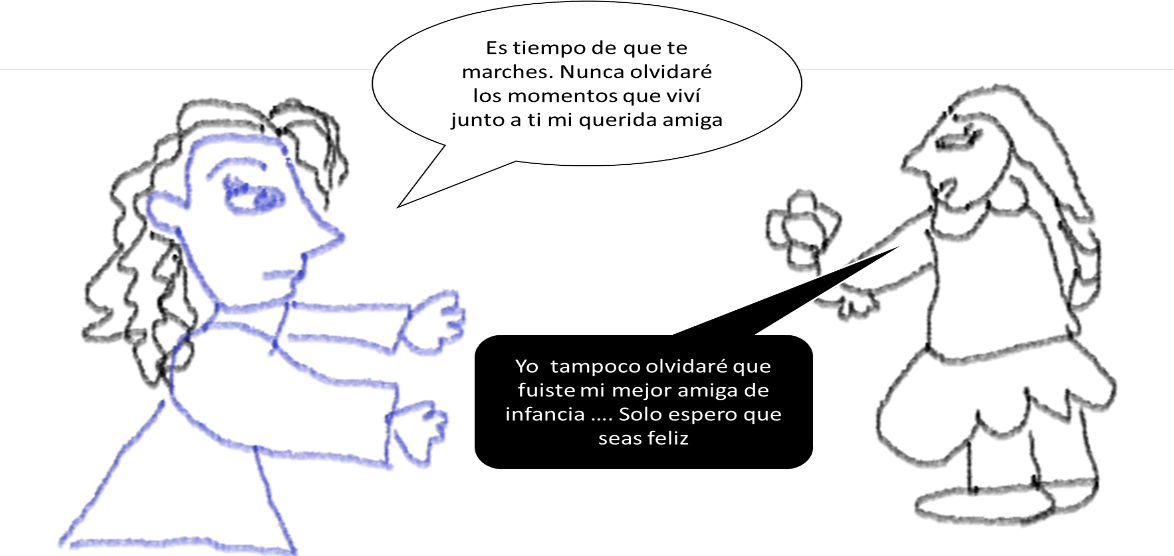 Es tiempo de que te
marches. Nunca olvidaré
los momentos que viví
junto a ti mi querida amiga
Yo tampoco olvidaré que
fuiste mi mejor amiga de
infancia .... Solo espero que
seas feliz